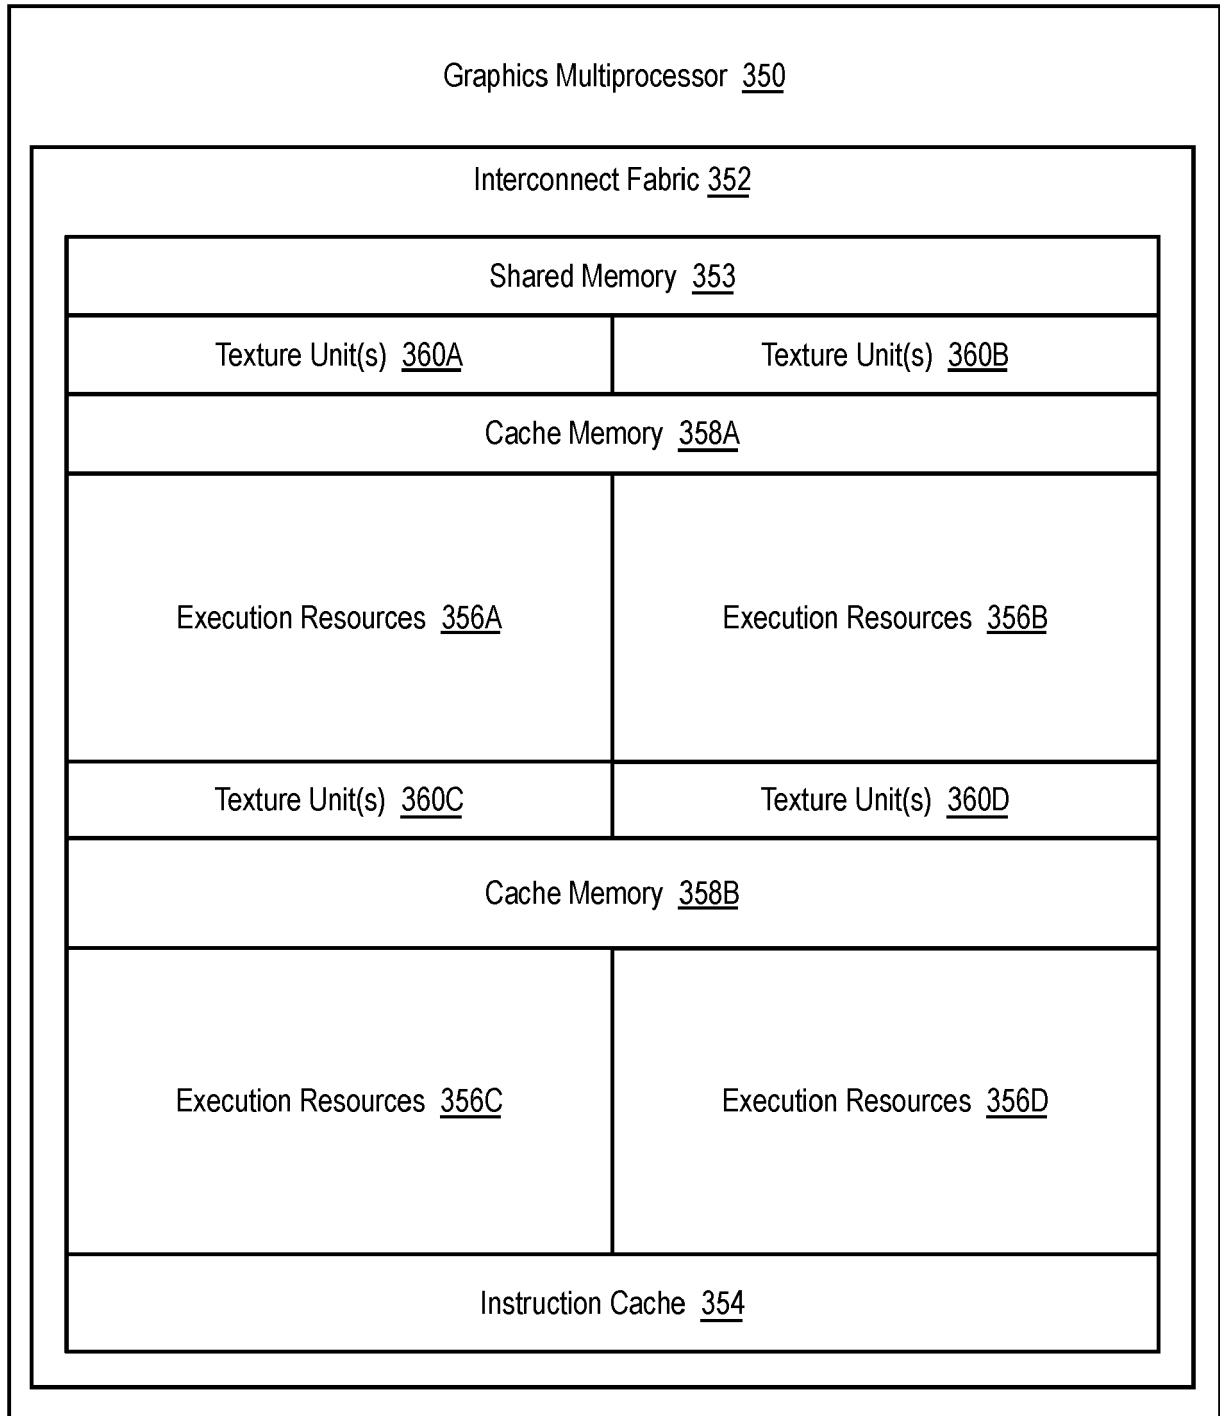 Graphics Multiprocessor 350
Interconnect Fabric 352
Shared Memory 353
Texture Unit(s) 360A
Texture Unit(s) 360B
Cache Memory 358A
Execution Resources 356A
Execution Resources 356B
Texture Unit(s) 360C
Texture Unit(s) 360D
Cache Memory 358B
Execution Resources 356C
Execution Resources 356D
Instruction Cache 354